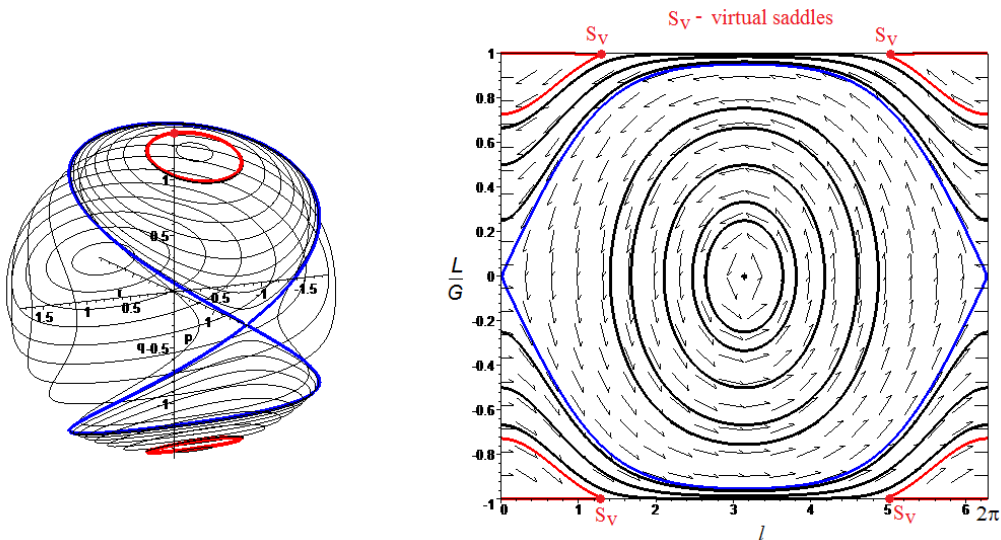 S_V - virtual saddles
S_V S_V
1
0.8
0.6
0.4
0.2
0
-0.2
-0.4
-0.6
-0.8
-1
L
G
0 1 2 3 4 5 6 2π
l
S_V S_V
1
0.5
r
1.5 1 0.5 0.5 1 -1.5
1
p
q -0.5
1